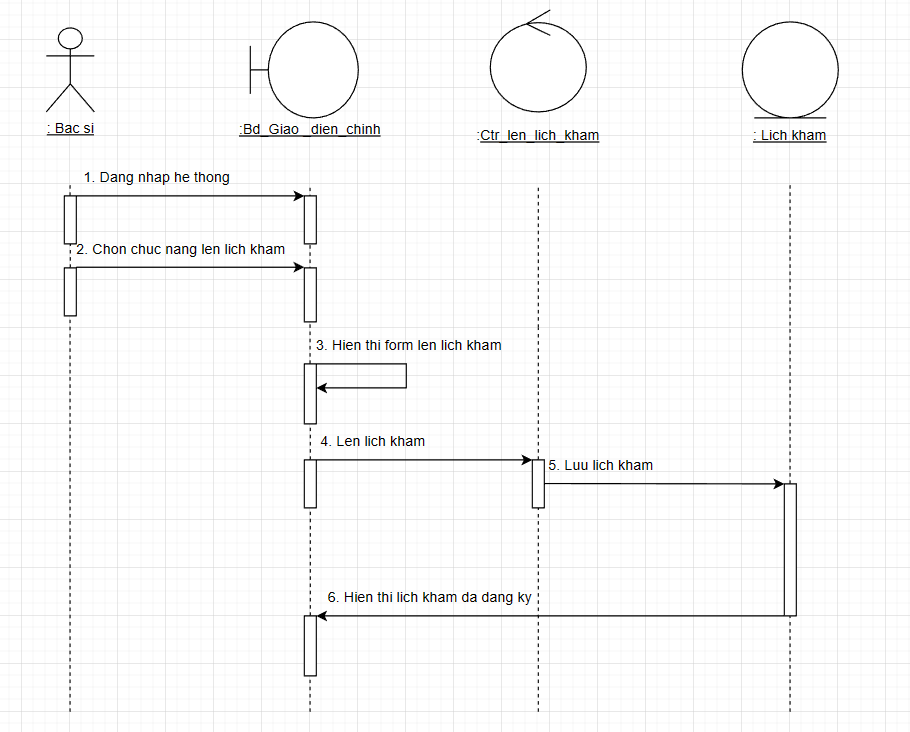 : Bac si
:Bd_Giao _dien_chinh
:Ctr_len_lich_kham
: Lich kham
1. Dang nhap he thong
2. Chon chuc nang len lich kham
3. Hien thi form len lich kham
4. Len lich kham
5. Luu lich kham
6. Hien thi lich kham da dang ky